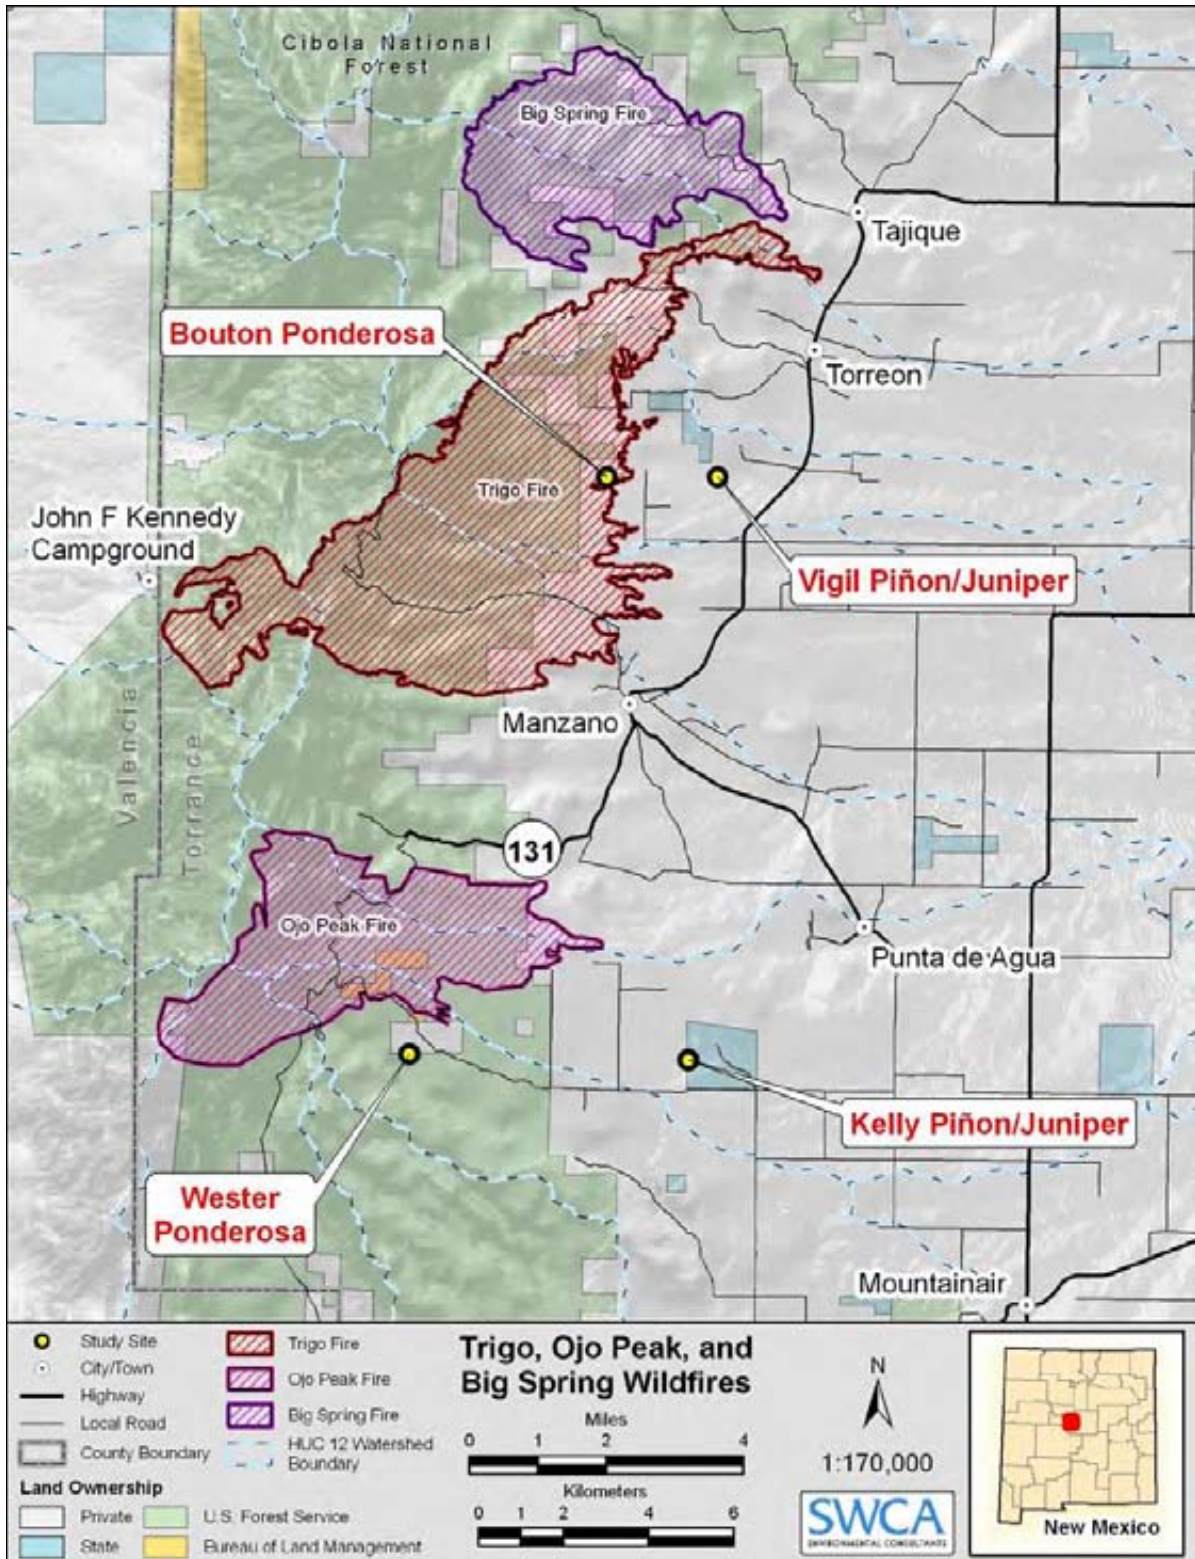 Cibola National
Forest
Big Spring Fire
Tajique
Bouton Ponderosa
Torreon
Trigo Fire
John F Kennedy
Campground
Vigil Piñon/Juniper
Valencia
Torrance
Manzano
131
Ojo Peak Fire
Punta de Agua
Kelly Piñon/Juniper
Wester
Ponderosa
Mountainair
Study Site
City/Town
Highway
Local Road
County Boundary
Land Ownership
Private
State
U.S. Forest Service
Bureau of Land Management
Trigo Fire
Ojo Peak Fire
Big Spring Fire
HUC 12 Watershed
Boundary
Trigo, Ojo Peak, and
Big Spring Wildfires
Miles
0 1 2 4
Kilometers
0 1 2 4 6
N
1:170,000
SWCA
ENVIRONMENTAL CONSULTANTS
New Mexico